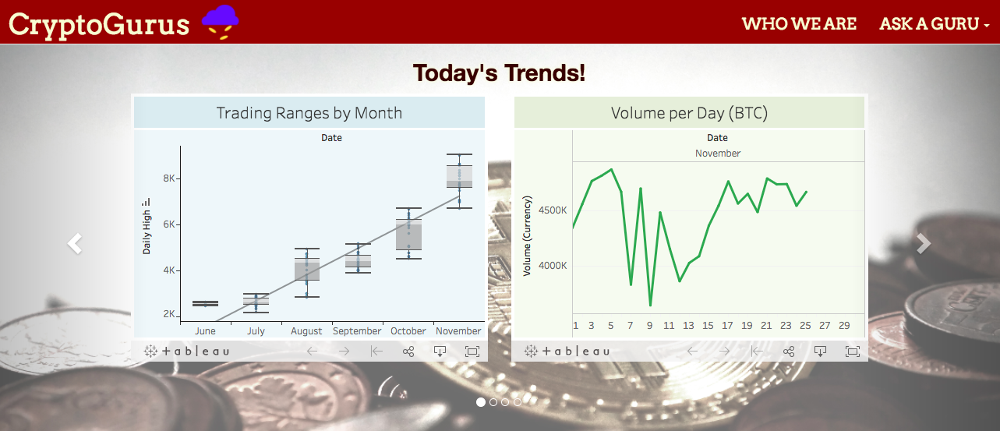 CryptoGurus
WHO WE ARE
ASK A GURU
Today's Trends!
Trading Ranges by Month
Date
Daily High
8K
6K
4K
2K
June July August September October November
+ableau
Volume per Day (BTC)
Date
November
Volume (Currency)
4500K
4000K
1 3 5 7 9 11 13 15 17 19 21 23 25 27 29
+ableau